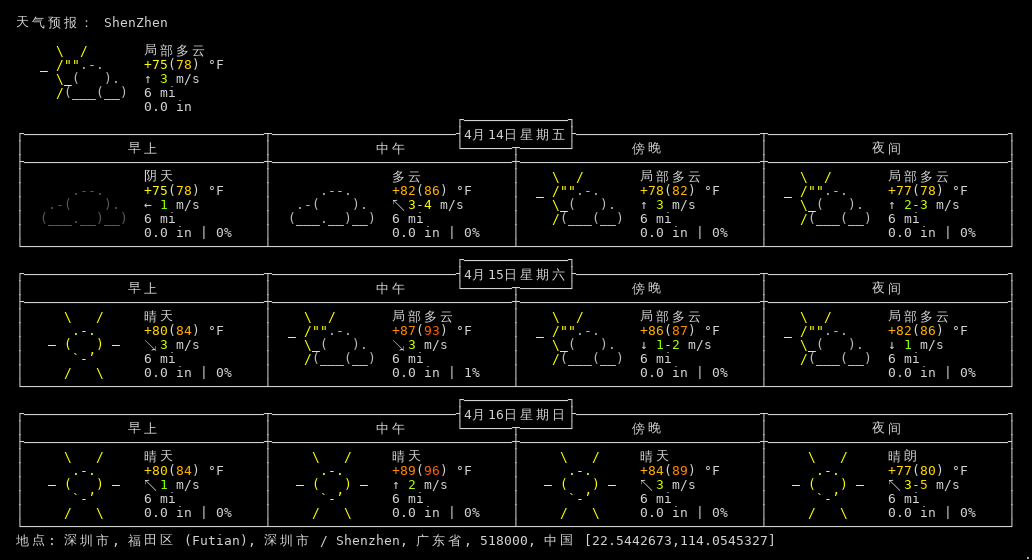 天气预报： ShenZhen
局部多云
+75(78) °F
↑ 3 m/s
6 mi
0.0 in
4月14日星期五
早上 中午 傍晚 夜间
阴天 多云 局部多云 局部多云
+75(78) °F +82(86) °F +78(82) °F +77(78) °F
← 1 m/s ↖ 3-4 m/s ↑ 3 m/s ↑ 2-3 m/s
6 mi 6 mi 6 mi 6 mi
0.0 in | 0% 0.0 in | 0% 0.0 in | 0% 0.0 in | 0%
4月15日星期六
早上 中午 傍晚 夜间
晴天 局部多云 局部多云 局部多云
+80(84) °F +87(93) °F +86(87) °F +82(86) °F
↘ 3 m/s ↘ 3 m/s ↓ 1-2 m/s ↓ 1 m/s
6 mi 6 mi 6 mi 6 mi
0.0 in | 0% 0.0 in | 1% 0.0 in | 0% 0.0 in | 0%
4月16日星期日
早上 中午 傍晚 夜间
晴天 晴天 晴天 晴朗
+80(84) °F +89(96) °F +84(89) °F +77(80) °F
↖ 1 m/s ↑ 2 m/s ↖ 3 m/s ↖ 3-5 m/s
6 mi 6 mi 6 mi 6 mi
0.0 in | 0% 0.0 in | 0% 0.0 in | 0% 0.0 in | 0%
地点: 深圳市, 福田区 (Futian), 深圳市 / Shenzhen, 广东省, 518000, 中国 [22.5442673,114.0545327]